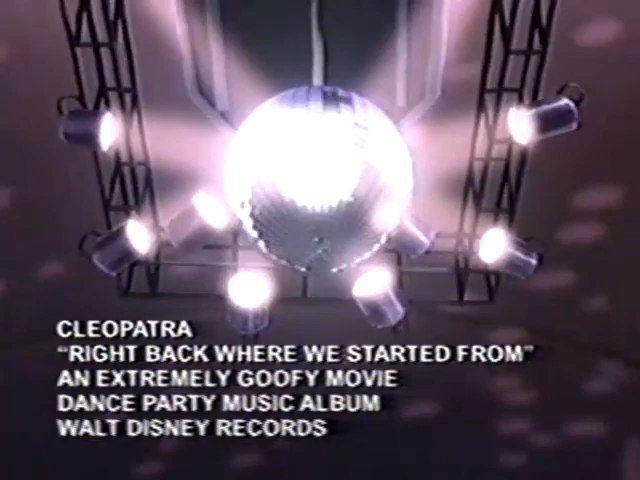 CLEOPATRA
“RIGHT BACK WHERE WE STARTED FROM”
AN EXTREMELY GOOFY MOVIE
DANCE PARTY MUSIC ALBUM
WALT DISNEY RECORDS